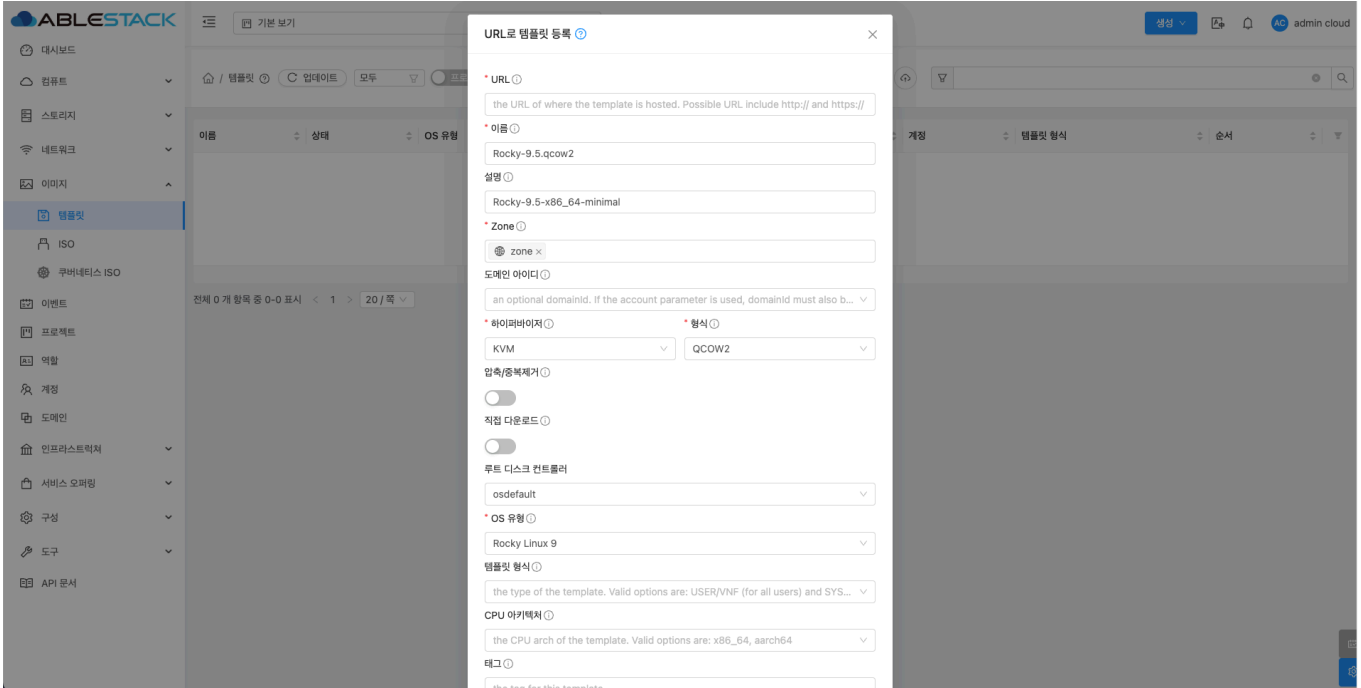 ABLESTACK
기본 보기
생성
AC admin cloud
대시보드
컴퓨트
스토리지
네트워크
이미지
템플릿
ISO
쿠버네티스 ISO
이벤트
프로젝트
역할
계정
도메인
인프라스트럭쳐
서비스 오퍼링
구성
도구
API 문서
/ 템플릿
업데이트
모두
이름
상태
OS 유형
계정
템플릿 형식
순서
전체 0 개 항목 중 0-0 표시 < 1 > 20 / 쪽
URL로 템플릿 등록
* URL
the URL of where the template is hosted. Possible URL include http:// and https://
* 이름
Rocky-9.5.qcow2
설명
Rocky-9.5-x86_64-minimal
* Zone
zone ×
도메인 아이디
an optional domainId. If the account parameter is used, domainId must also b...
* 하이퍼바이저
* 형식
KVM
QCOW2
압축/중복제거
직접 다운로드
루트 디스크 컨트롤러
osdefault
* OS 유형
Rocky Linux 9
템플릿 형식
the type of the template. Valid options are: USER/VNF (for all users) and SYS...
CPU 아키텍처
the CPU arch of the template. Valid options are: x86_64, aarch64
태그
the tag for this template.